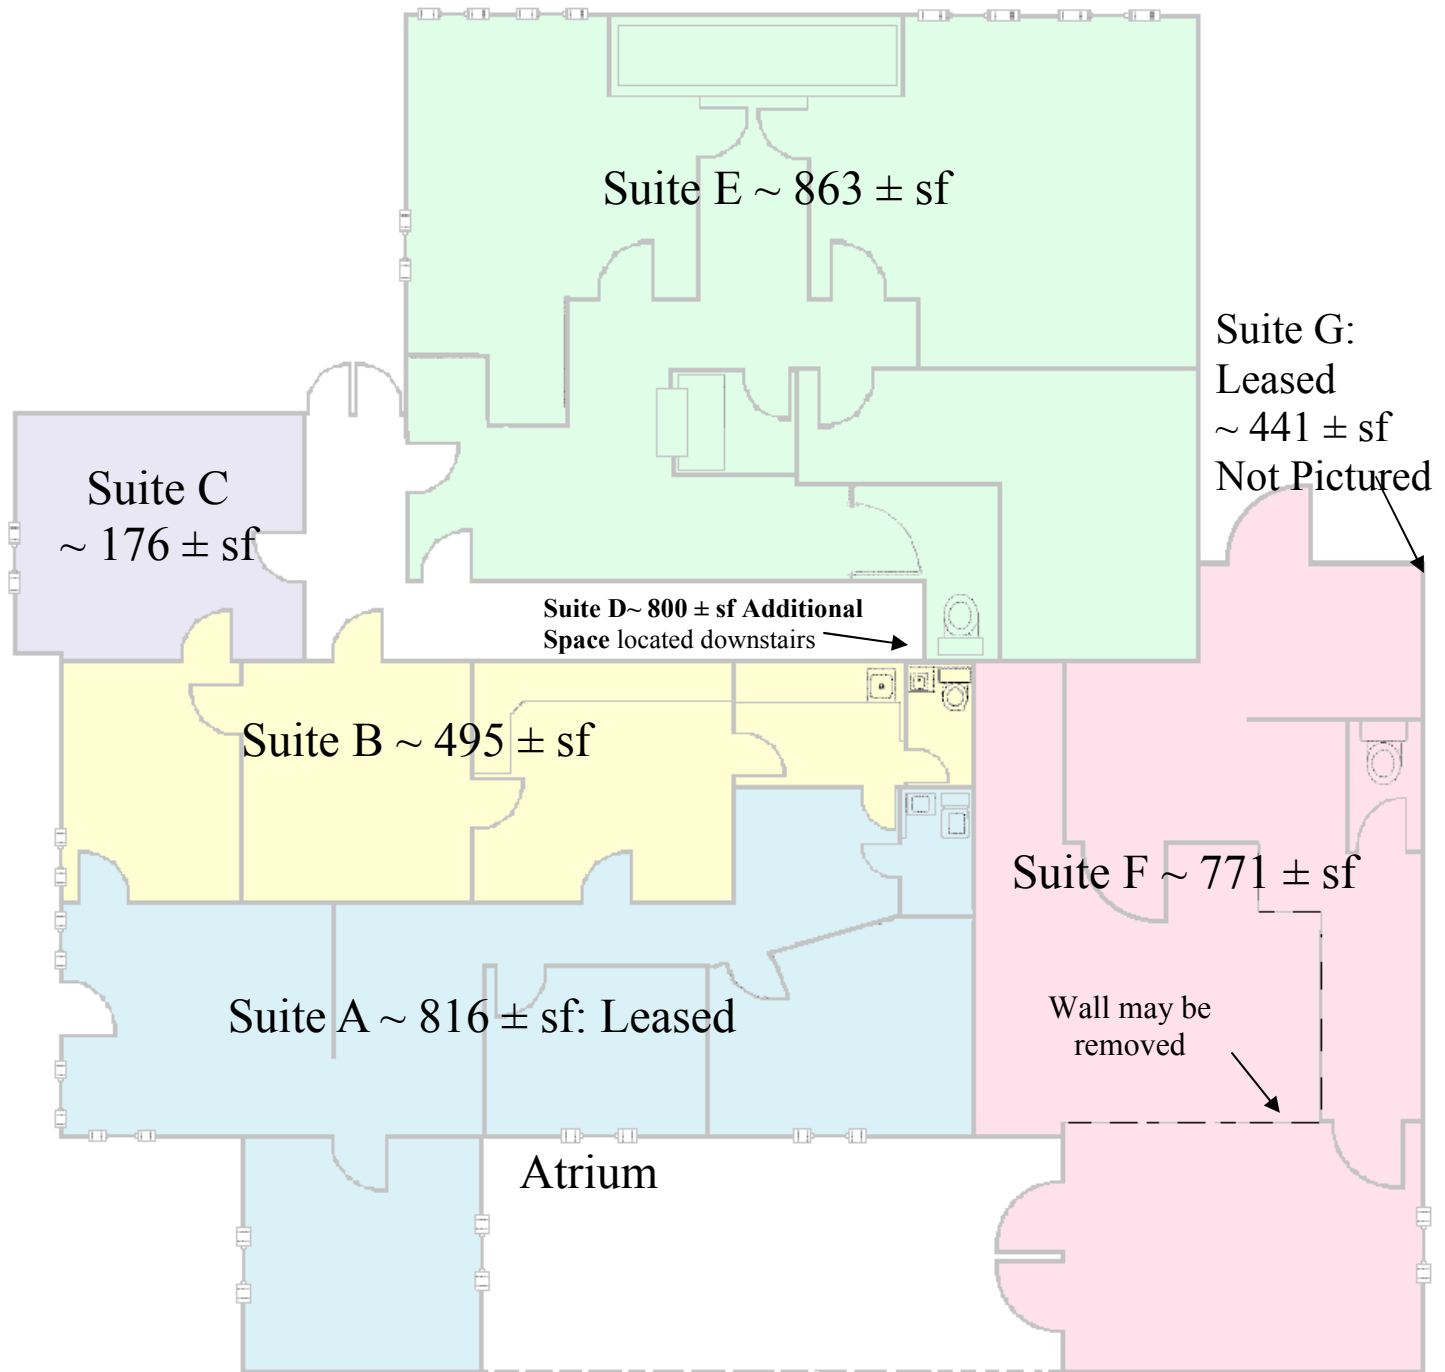 Suite E ~ 863 ± sf
Suite G:
Leased
~ 441 ± sf
Not Pictured
Suite C
~ 176 ± sf
Suite D~ 800 ± sf Additional
Space located downstairs
Suite B ~ 495 ± sf
Suite F ~ 771 ± sf
Suite A ~ 816 ± sf: Leased
Wall may be
removed
Atrium